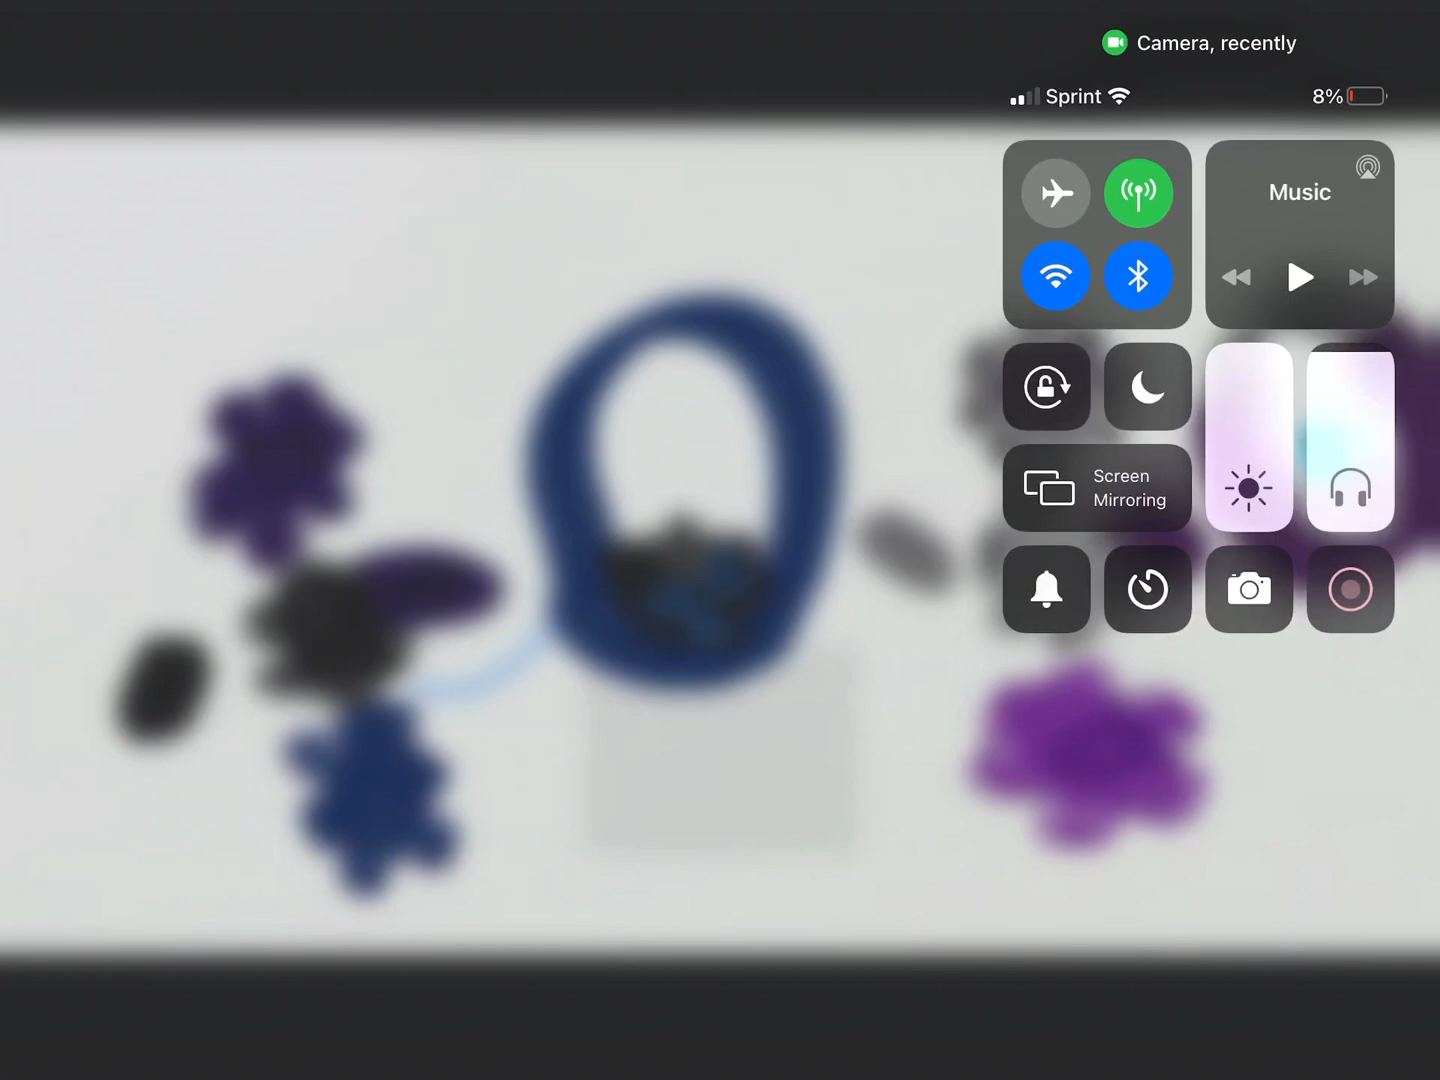 Camera, recently
Sprint
8%
Music
Screen
Mirroring